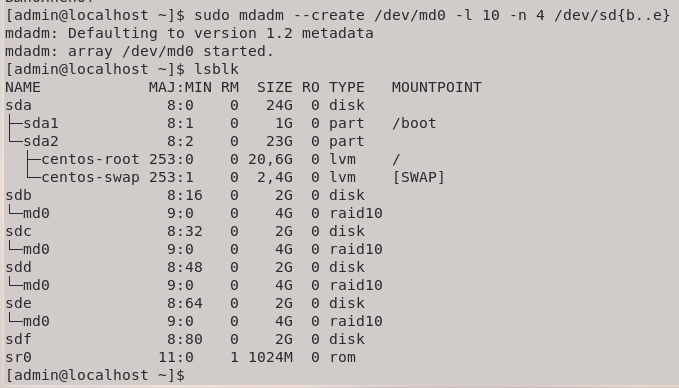 [admin@localhost ~]$ sudo mdadm --create /dev/md0 -l 10 -n 4 /dev/sd{b..e}
mdadm: Defaulting to version 1.2 metadata
mdadm: array /dev/md0 started.
[admin@localhost ~]$ lsblk
NAME            MAJ:MIN RM  SIZE RO TYPE   MOUNTPOINT
sda               8:0    0   24G  0 disk
├─sda1            8:1    0    1G  0 part   /boot
└─sda2            8:2    0   23G  0 part
  ├─centos-root 253:0    0 20,6G  0 lvm    /
  └─centos-swap 253:1    0  2,4G  0 lvm    [SWAP]
sdb               8:16   0    2G  0 disk
└─md0             9:0    0    4G  0 raid10
sdc               8:32   0    2G  0 disk
└─md0             9:0    0    4G  0 raid10
sdd               8:48   0    2G  0 disk
└─md0             9:0    0    4G  0 raid10
sde               8:64   0    2G  0 disk
└─md0             9:0    0    4G  0 raid10
sdf               8:80   0    2G  0 disk
sr0              11:0    1 1024M  0 rom
[admin@localhost ~]$